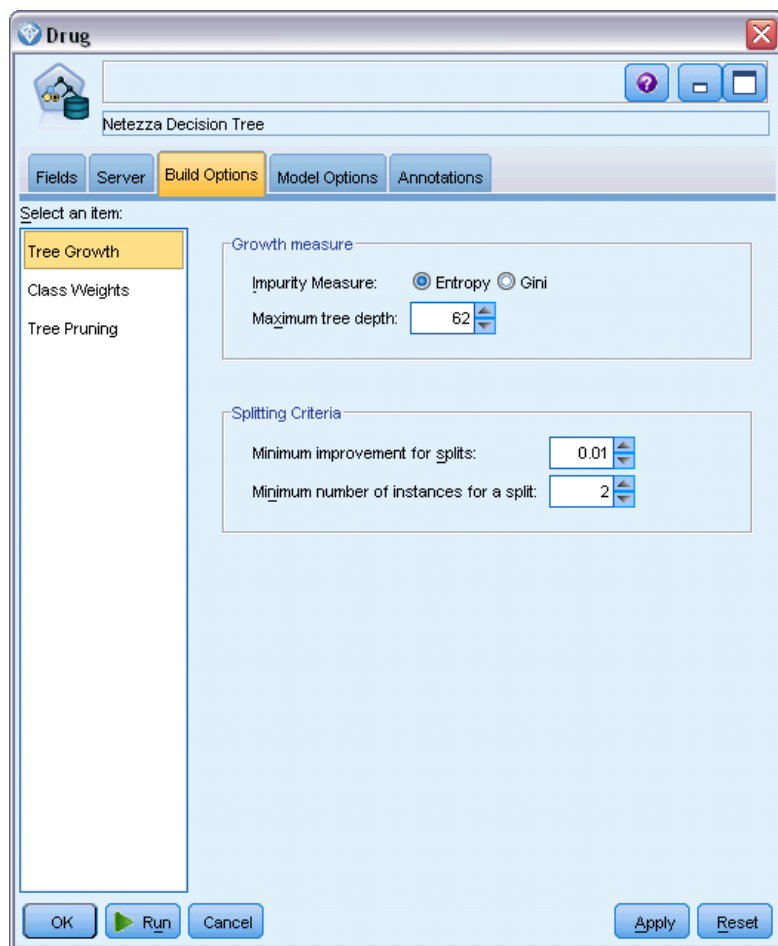 Drug
Netezza Decision Tree
Fields Server Build Options Model Options Annotations
Select an item:
Tree Growth
Class Weights
Tree Pruning
Growth measure
Impurity Measure: Entropy Gini
Maximum tree depth: 62
Splitting Criteria
Minimum improvement for splits: 0.01
Minimum number of instances for a split: 2
OK Run Cancel Apply Reset